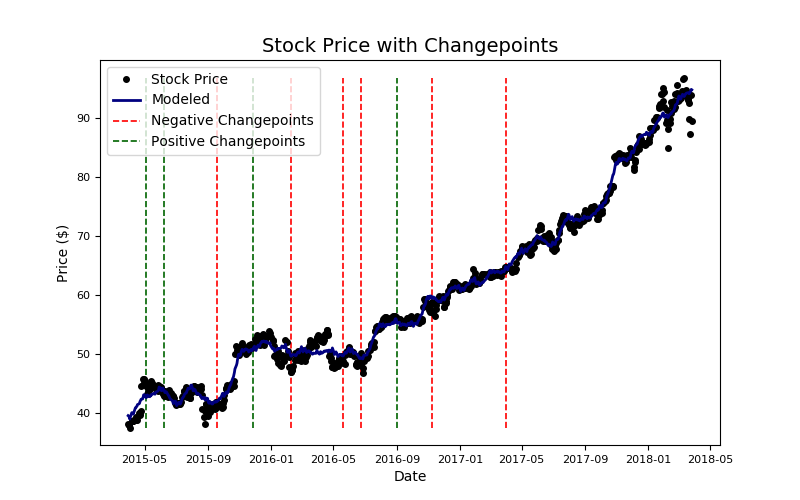 Stock Price with Changepoints
Stock Price
Modeled
Negative Changepoints
Positive Changepoints
Price ($)
90
80
70
60
50
40
2015-05 2015-09 2016-01 2016-05 2016-09 2017-01 2017-05 2017-09 2018-01 2018-05
Date